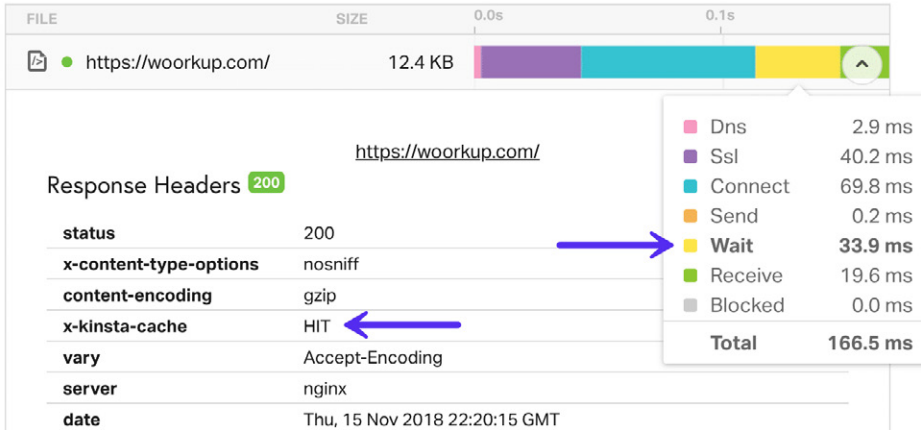 FILE SIZE 0.0s 0.1s
https://woorkup.com/ 12.4 KB
Dns 2.9 ms
Ssl 40.2 ms
Connect 69.8 ms
Send 0.2 ms
Wait 33.9 ms
Receive 19.6 ms
Blocked 0.0 ms
Total 166.5 ms
https://woorkup.com/
Response Headers 200
status 200
x-content-type-options nosniff
content-encoding gzip
x-kinsta-cache HIT
vary Accept-Encoding
server nginx
date Thu, 15 Nov 2018 22:20:15 GMT